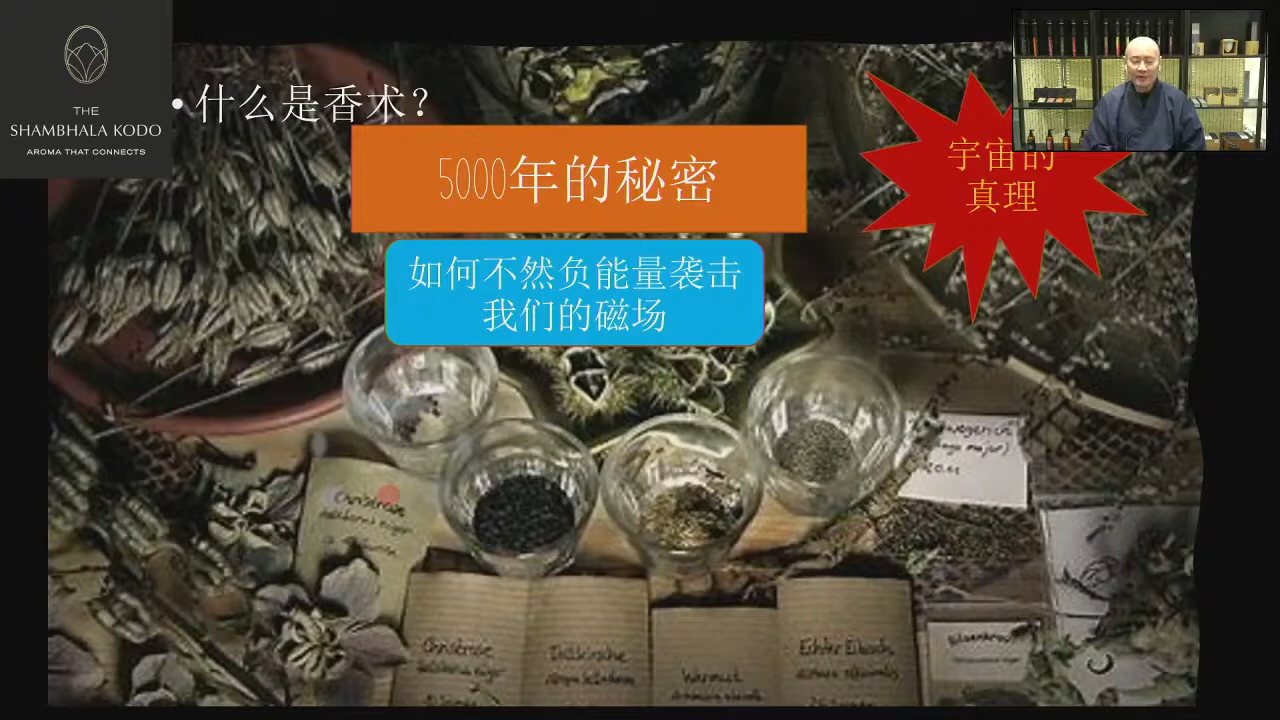 THE
SHAMBHALA KODO
AROMA THAT CONNECTS
• 什么是香术？
5000年的秘密
如何不然负能量袭击
我们的磁场
宇宙的
真理
Christrose
Christrose
Tollkirsche
Wermut
Echter Eibisch